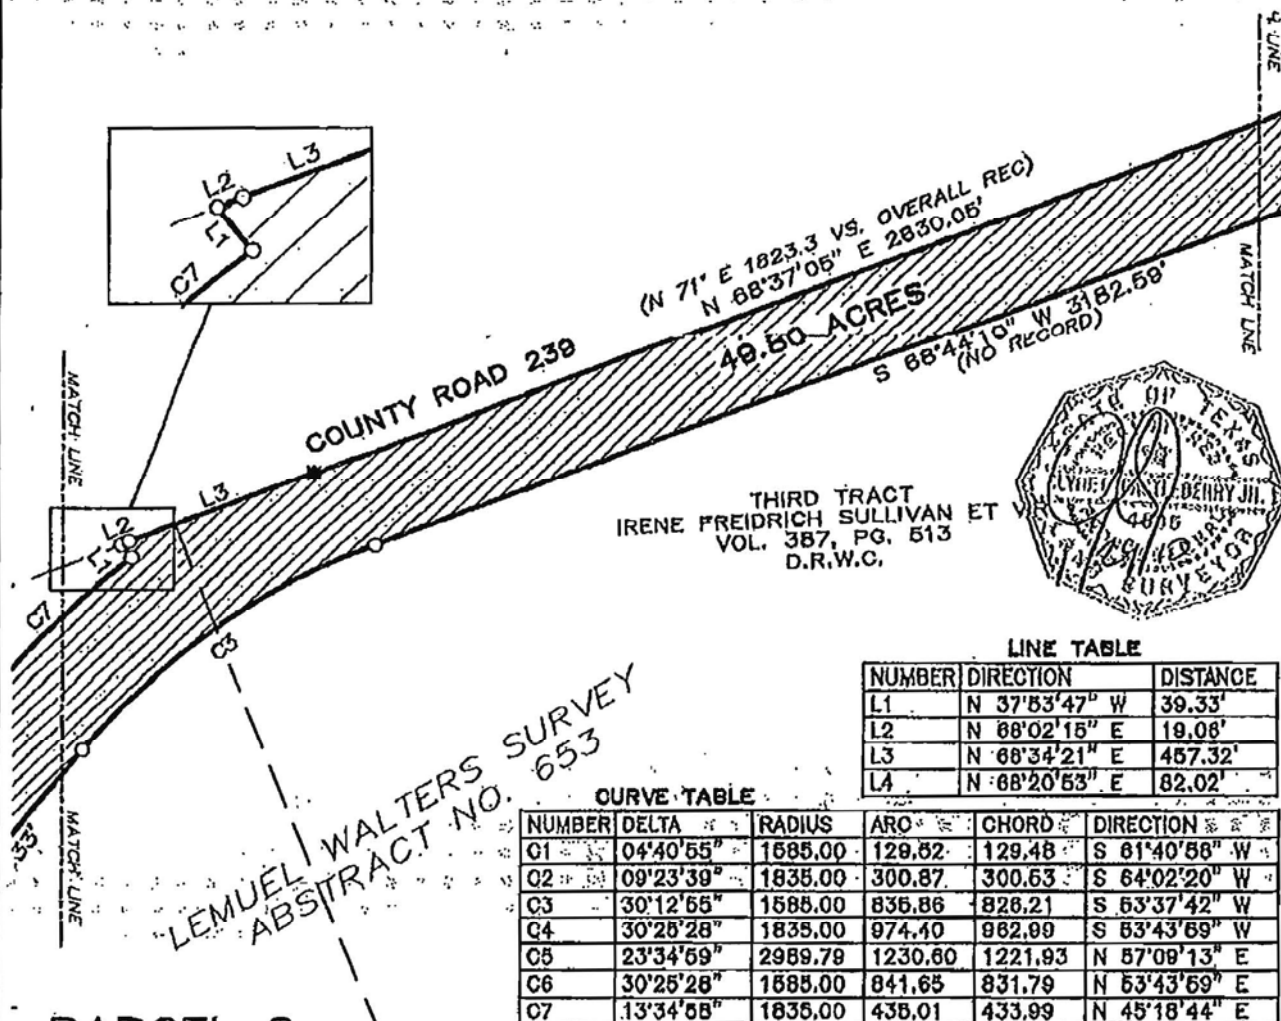 LINE
L3
L2
L1
C7
(N 71° E 1823.3 VS. OVERALL REC)
N 68°37'05" E 2630.05'
49.50 ACRES
S 68°44'10" W 3182.59'
(NO RECORD)
MATCH LINE
COUNTY ROAD 239
MATCH LINE
L3
L2
L1
C7
C3
THIRD TRACT
IRENE FREIDRICH SULLIVAN ET
VOL. 387, PG. 513
D.R.W.C.
STATE OF TEXAS
SURVEYOR
LEMUEL WALTERS SURVEY
ABSTRACT NO. 653
33'
MATCH LINE
LINE TABLE
NUMBER DIRECTION DISTANCE
L1 N 37°53'47" W 39.33'
L2 N 68°02'15" E 19.08'
L3 N 68°34'21" E 457.32'
L4 N 68°20'53" E 82.02'
CURVE TABLE
NUMBER DELTA RADIUS ARC CHORD DIRECTION
C1 04°40'55" 1585.00 129.52 129.48 S 61°40'58" W
C2 09°23'39" 1835.00 300.87 300.53 S 64°02'20" W
C3 30°12'55" 1585.00 835.86 826.21 S 53°37'42" W
C4 30°25'28" 1835.00 974.40 962.99 S 53°43'59" W
C5 23°34'59" 2989.79 1230.60 1221.93 N 57°09'13" E
C6 30°25'28" 1585.00 841.65 831.79 N 53°43'59" E
C7 13°34'58" 1835.00 435.01 433.99 N 45°18'44" E